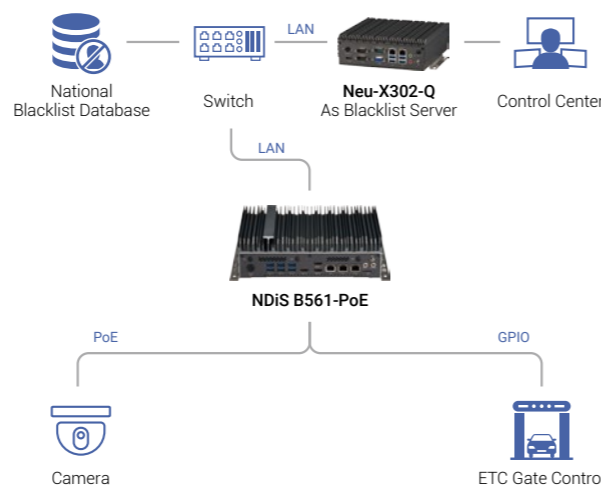 LAN
National
Blacklist Database
Switch
Neu-X302-Q
As Blacklist Server
Control Center
LAN
NDiS B561-PoE
PoE
GPIO
Camera
ETC Gate Control